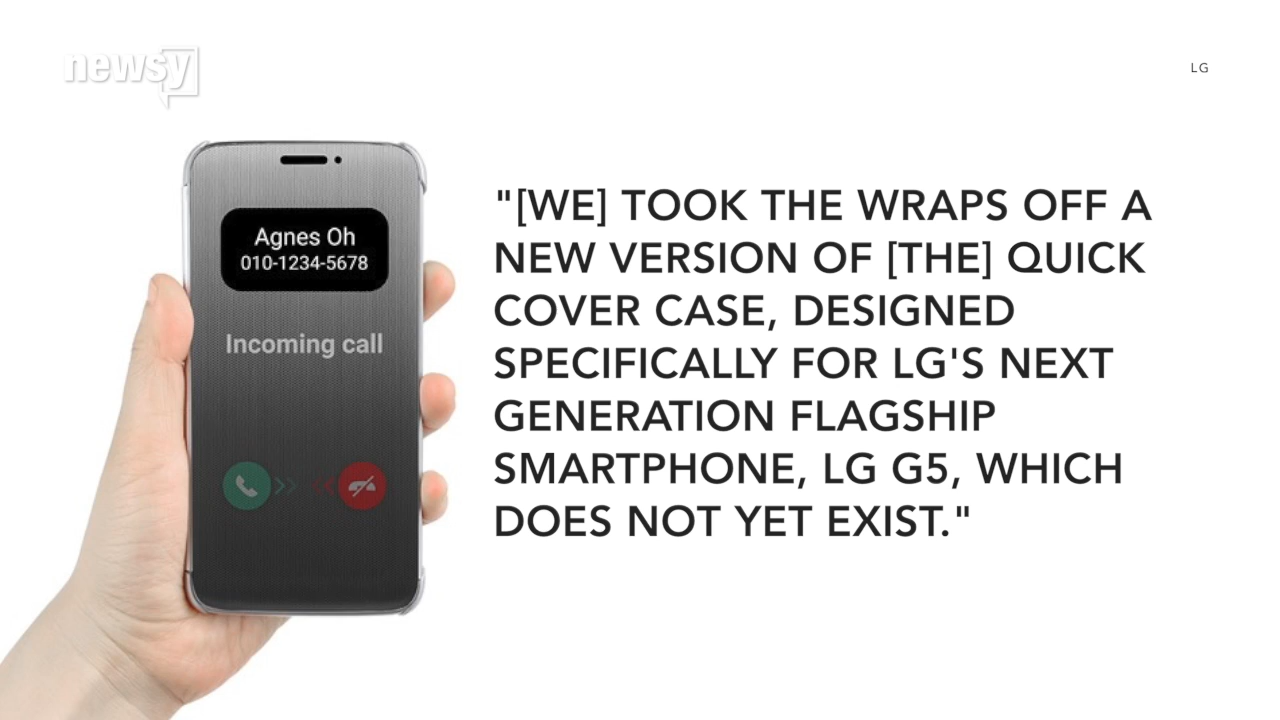 newsy
LG
Agnes Oh
010-1234-5678
Incoming call
"[WE] TOOK THE WRAPS OFF A
NEW VERSION OF [THE] QUICK
COVER CASE, DESIGNED
SPECIFICALLY FOR LG'S NEXT
GENERATION FLAGSHIP
SMARTPHONE, LG G5, WHICH
DOES NOT YET EXIST."